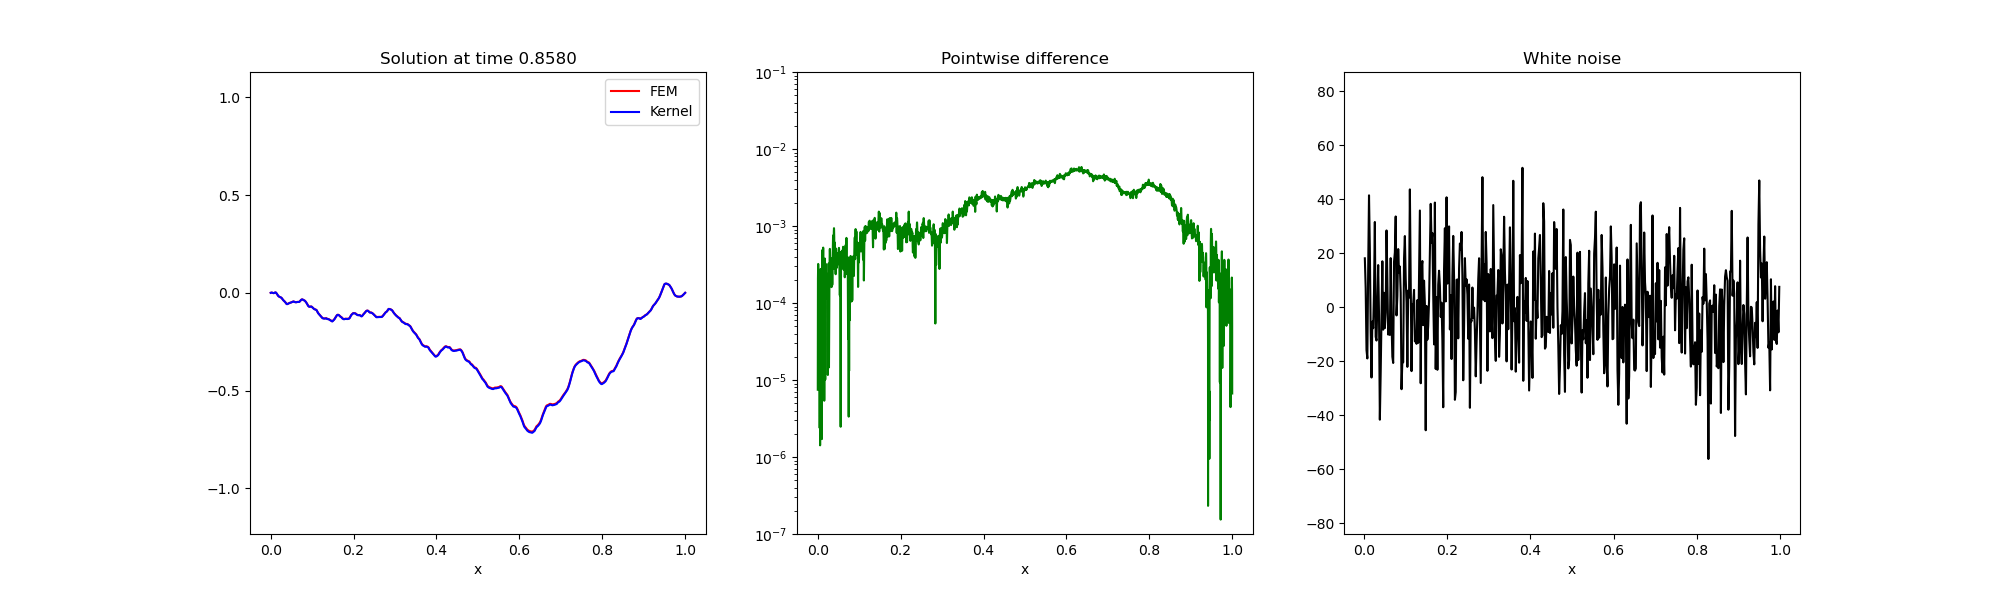 Solution at time 0.8580
1.0
0.5
0.0
−0.5
−1.0
0.0 0.2 0.4 0.6 0.8 1.0
x
FEM
Kernel
Pointwise difference
10⁻¹
10⁻²
10⁻³
10⁻⁴
10⁻⁵
10⁻⁶
10⁻⁷
0.0 0.2 0.4 0.6 0.8 1.0
x
White noise
80
60
40
20
0
−20
−40
−60
−80
0.0 0.2 0.4 0.6 0.8 1.0
x